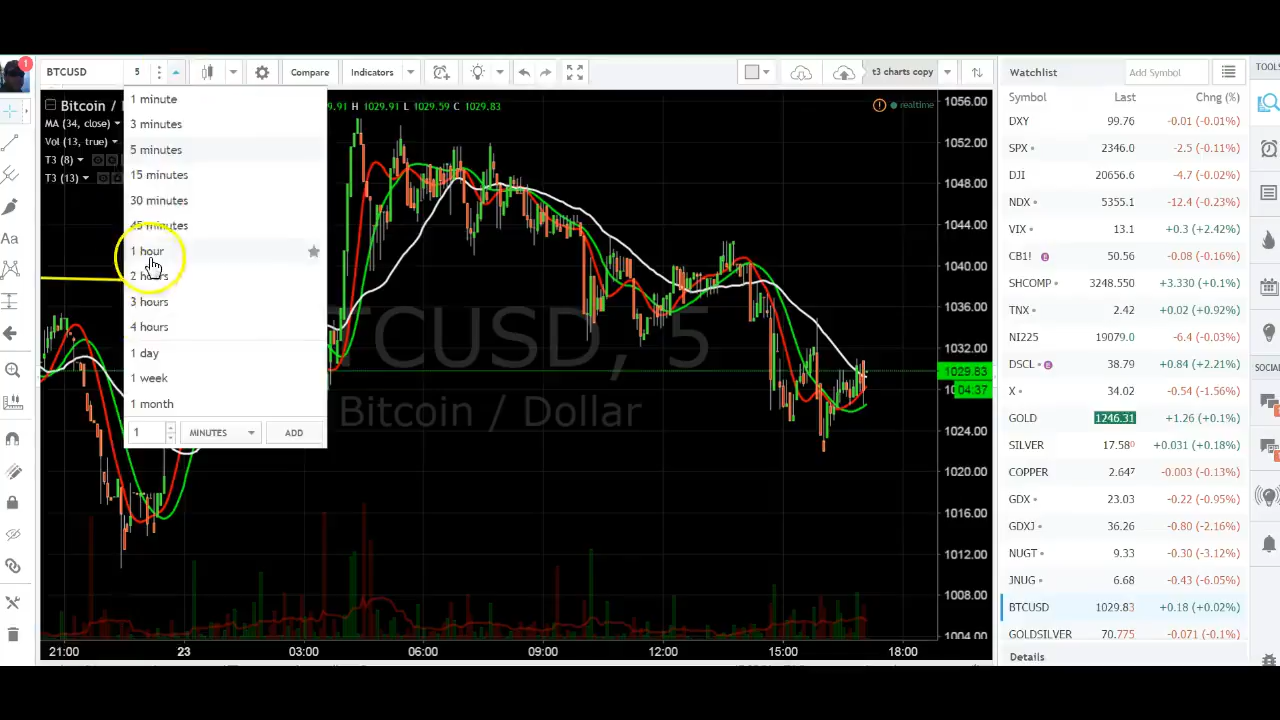 1
BTCUSD
5
Compare
Indicators
t3 charts copy
Watchlist
Add Symbol
TOOLS
Bitcoin /
H 1029.91 L 1029.59 C 1029.83
MA (34, close)
Vol (13, true)
T3 (8)
T3 (13)
realtime
1 minute
3 minutes
5 minutes
15 minutes
30 minutes
45 minutes
1 hour
2 hours
3 hours
4 hours
1 day
1 week
1 month
1
MINUTES
ADD
TCUSD, 5
Bitcoin / Dollar
1056.00
1052.00
1048.00
1044.00
1040.00
1036.00
1032.00
1029.83
04:37
1024.00
1020.00
1016.00
1012.00
1008.00
1004.00
21:00
23
03:00
06:00
09:00
12:00
15:00
18:00
Symbol Last Chng (%)
DXY 99.76 -0.01 (-0.01%)
SPX 2346.0 -2.5 (-0.11%)
DJI 20656.6 -4.7 (-0.02%)
NDX 5355.1 -12.4 (-0.23%)
VIX 13.1 +0.3 (+2.42%)
CB1! 50.56 -0.08 (-0.16%)
SHCOMP 3248.550 +3.330 (+0.1%)
TNX 2.42 +0.02 (+0.92%)
NI225 19079.0 -6.4 (-0.03%)
DSCL 38.79 +0.84 (+2.21%)
X 34.02 -0.54 (-1.56%)
GOLD 1246.31 +1.26 (+0.1%)
SILVER 17.580 +0.031 (+0.18%)
COPPER 2.647 -0.003 (-0.13%)
GDX 23.03 -0.22 (-0.95%)
GDXJ 36.26 -0.80 (-2.16%)
NUGT 9.33 -0.30 (-3.12%)
JNUG 6.68 -0.43 (-6.05%)
BTCUSD 1029.83 +0.18 (+0.02%)
GOLDSILVER 70.775 -0.071 (-0.1%)
Details
Aa